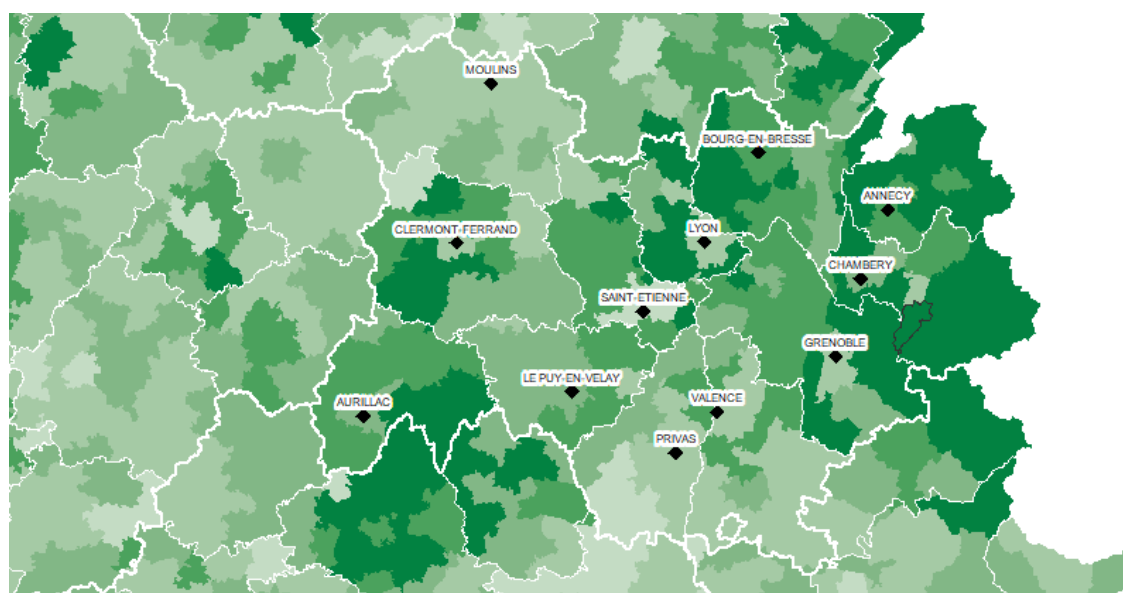 MOULINS
BOURG-EN-BRESSE
ANNECY
CLERMONT-FERRAND
LYON
CHAMBERY
SAINT-ETIENNE
GRENOBLE
LE PUY-EN-VELAY
AURILLAC
VALENCE
PRIVAS